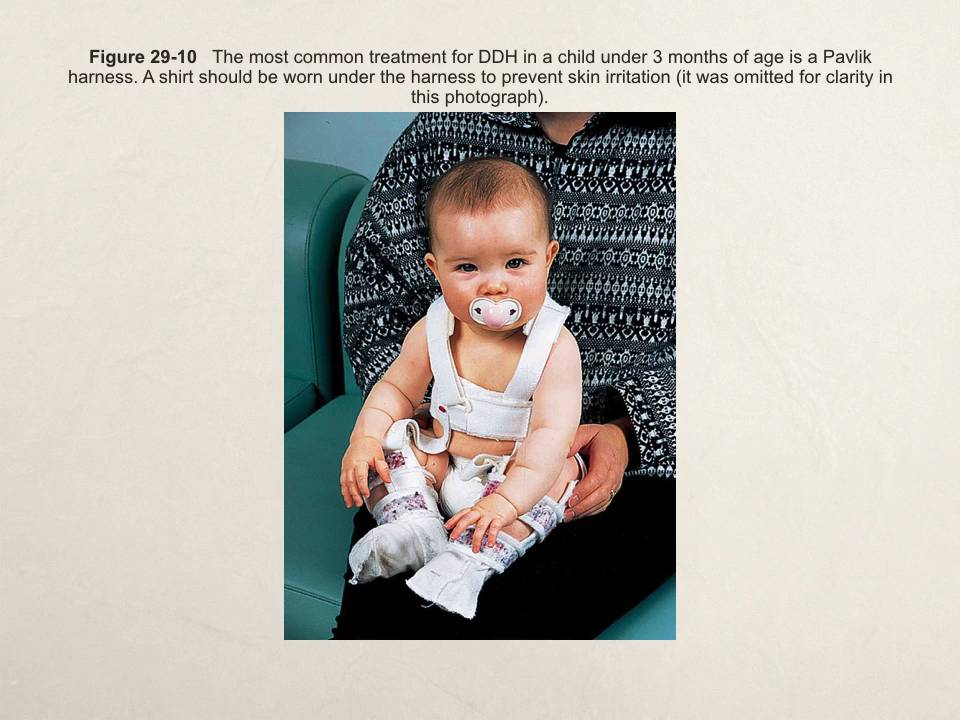 Figure 29-10   The most common treatment for DDH in a child under 3 months of age is a Pavlik
harness. A shirt should be worn under the harness to prevent skin irritation (it was omitted for clarity in
this photograph).